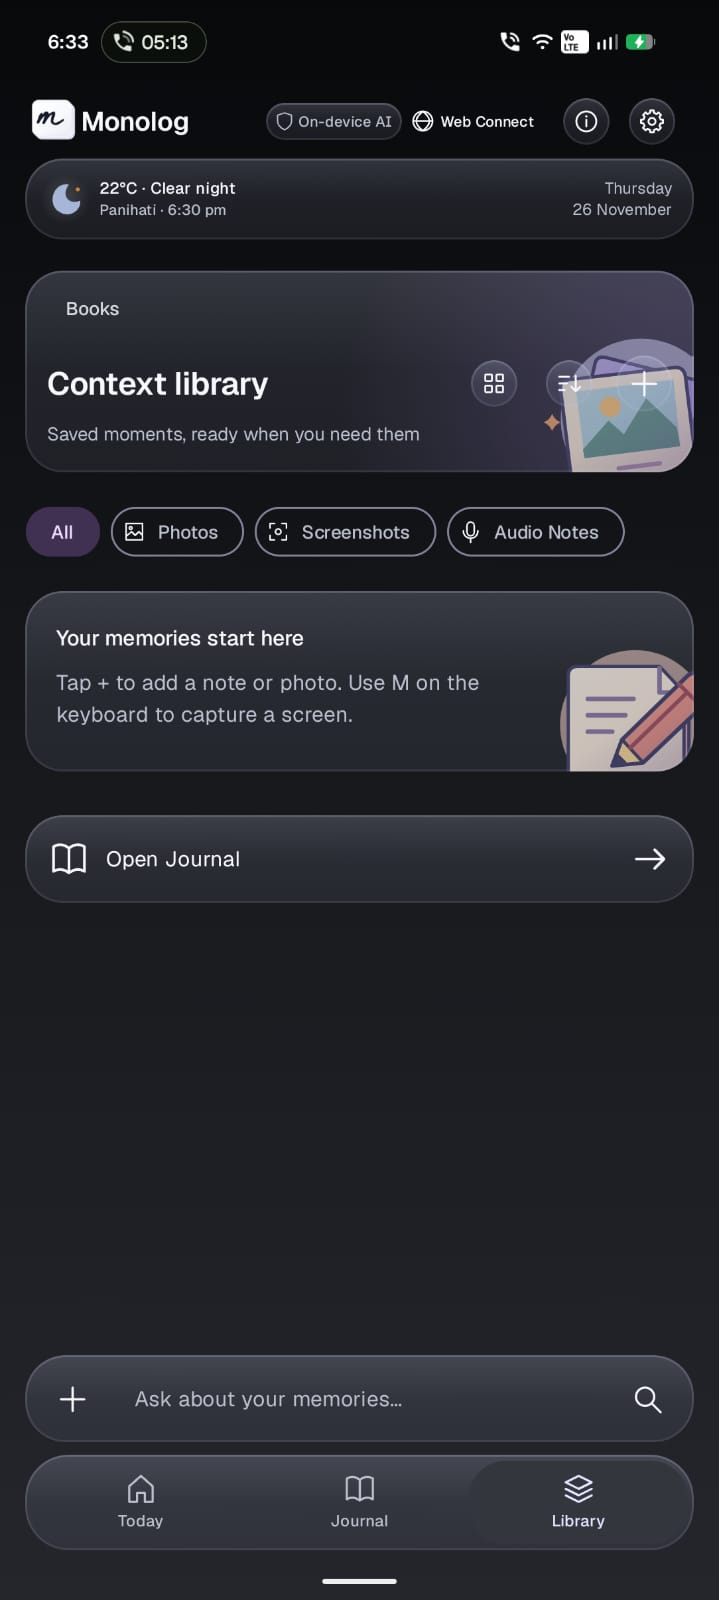 6:33 05:13 Vo LTE
m Monolog On-device AI Web Connect
22°C · Clear night Thursday
Panihati · 6:30 pm 26 November
Books
Context library
Saved moments, ready when you need them
All Photos Screenshots Audio Notes
Your memories start here
Tap + to add a note or photo. Use M on the
keyboard to capture a screen.
Open Journal
Ask about your memories...
Today Journal Library